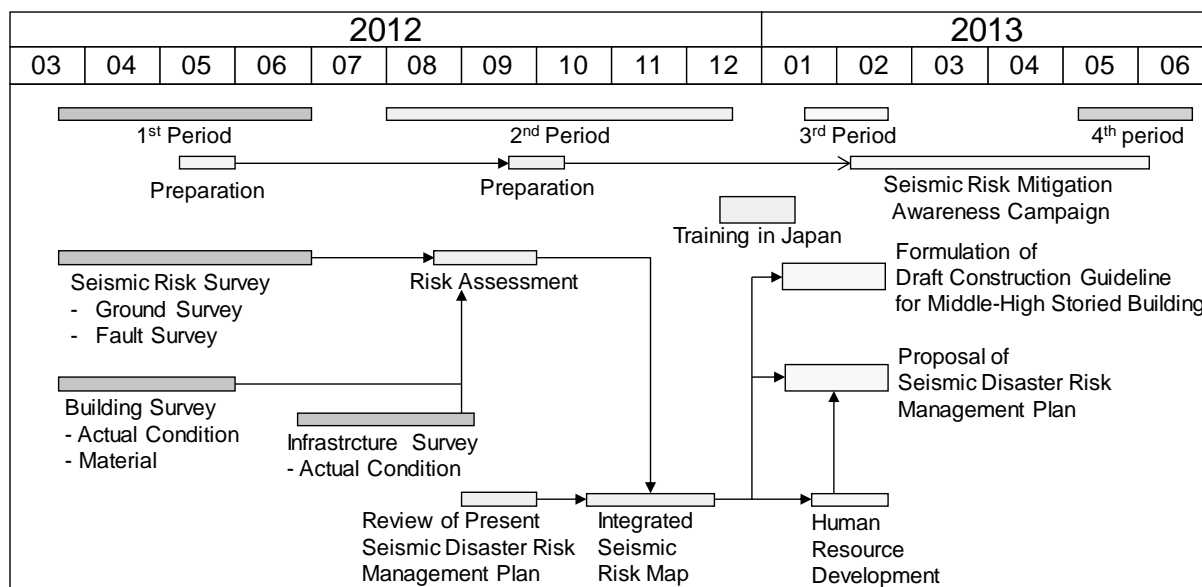 2012
2013
03 04 05 06 07 08 09 10 11 12 01 02 03 04 05 06
1st Period
2nd Period
3rd Period
4th period
Preparation
Preparation
Seismic Risk Mitigation
Awareness Campaign
Training in Japan
Seismic Risk Survey
- Ground Survey
- Fault Survey
Risk Assessment
Formulation of
Draft Construction Guideline
for Middle-High Storied Building
Building Survey
- Actual Condition
- Material
Infrastrcture Survey
- Actual Condition
Proposal of
Seismic Disaster Risk
Management Plan
Review of Present
Seismic Disaster Risk
Management Plan
Integrated
Seismic
Risk Map
Human
Resource
Development